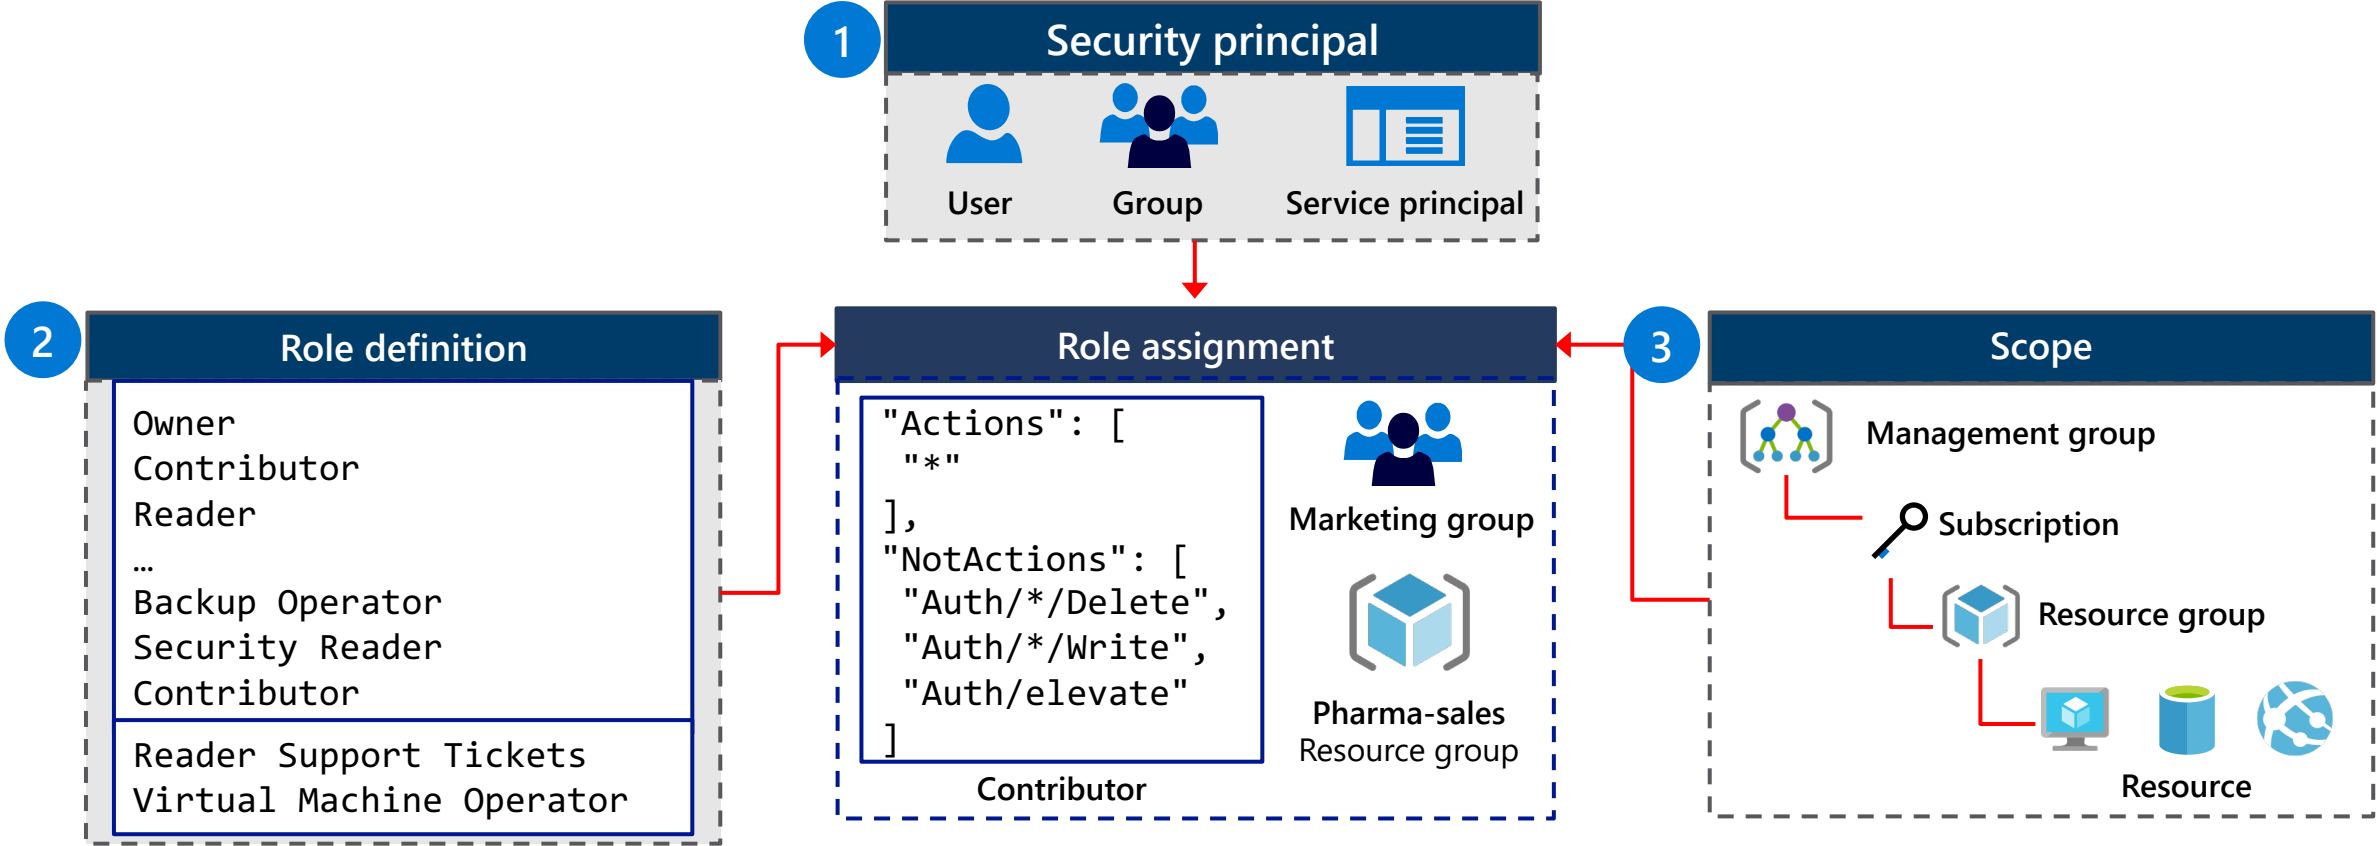 1
Security principal
User
Group
Service principal
2
Role definition
Owner
Contributor
Reader
…
Backup Operator
Security Reader
Contributor
Reader Support Tickets
Virtual Machine Operator
Role assignment
"Actions": [
"*"
],
"NotActions": [
"Auth/*/Delete",
"Auth/*/Write",
"Auth/elevate"
]
Contributor
Marketing group
Pharma-sales
Resource group
3
Scope
Management group
Subscription
Resource group
Resource